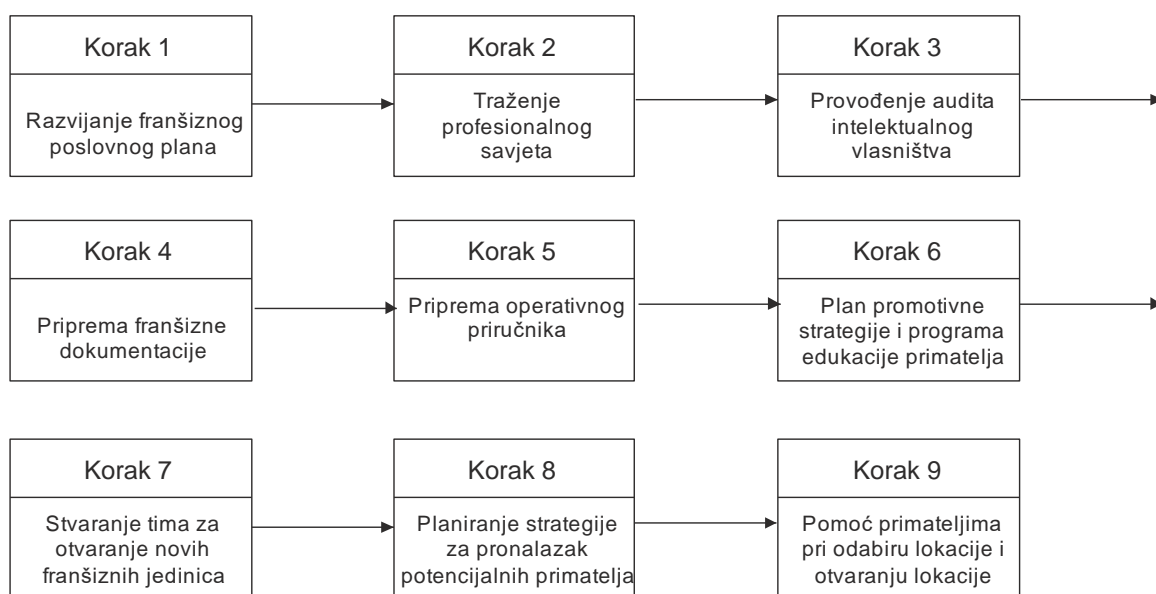 Korak 1
Razvijanje franšiznog
poslovnog plana
Korak 2
Traženje
profesionalnog
savjeta
Korak 3
Provođenje audita
intelektualnog
vlasništva
Korak 4
Priprema franšizne
dokumentacije
Korak 5
Priprema operativnog
priručnika
Korak 6
Plan promotivne
strategije i programa
edukacije primatelja
Korak 7
Stvaranje tima za
otvaranje novih
franšiznih jedinica
Korak 8
Planiranje strategije
za pronalazak
potencijalnih primatelja
Korak 9
Pomoć primateljima
pri odabiru lokacije i
otvaranju lokacije